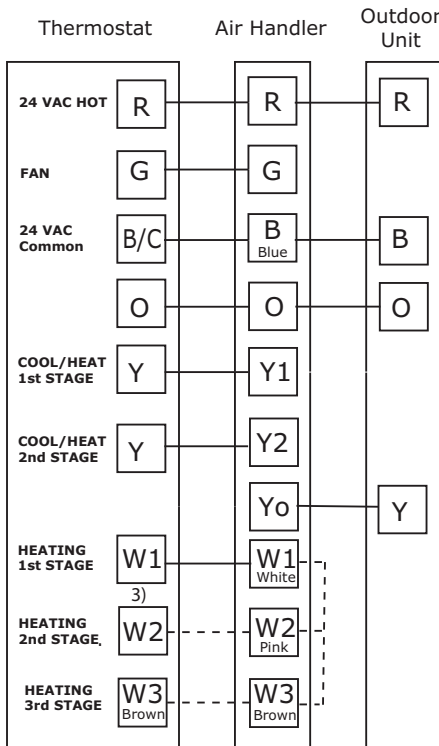 Thermostat Air Handler Outdoor
Unit
24 VAC HOT R R R
FAN G G
24 VAC
Common B/C B
Blue B
O O O
COOL/HEAT
1st STAGE Y Y1
COOL/HEAT
2nd STAGE Y Y2
Yo Y
HEATING
1st STAGE W1 W1
White
3)
HEATING
2nd STAGE. W2 W2
Pink
HEATING
3rd STAGE W3 W3
Brown Brown